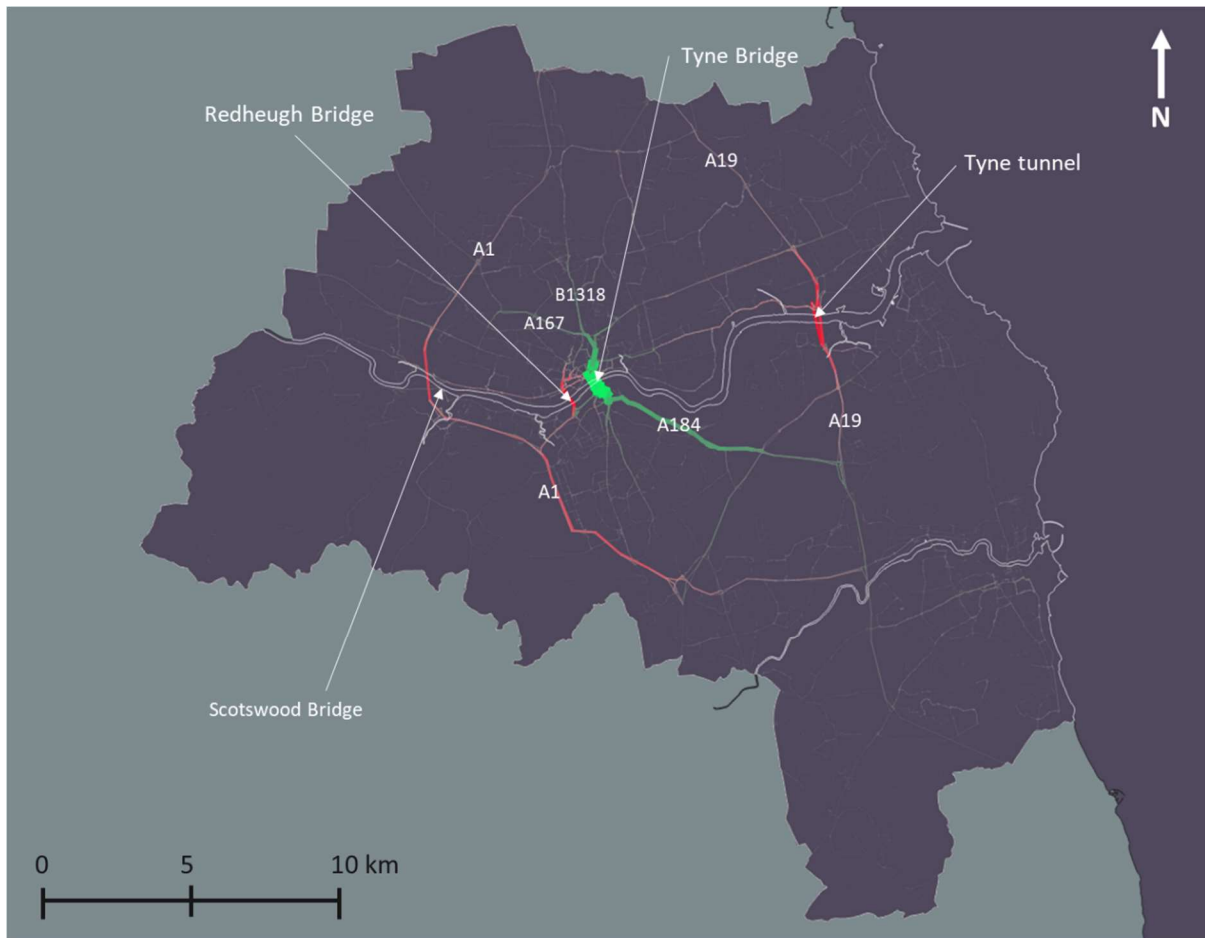 Tyne Bridge
Redheugh Bridge
N
A19
Tyne tunnel
A1
B1318
A167
A184
A19
A1
Scotswood Bridge
0 5 10 km